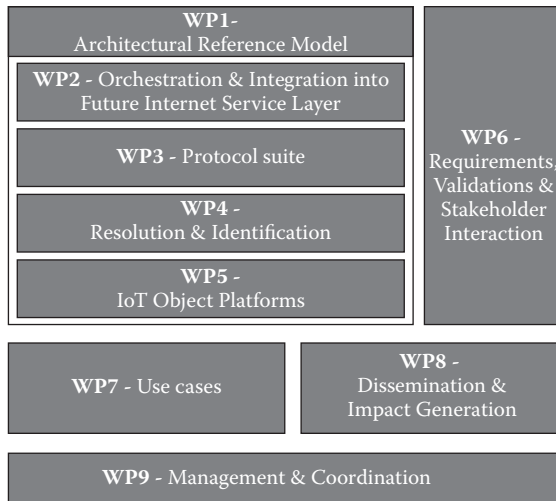 WP1-
Architectural Reference Model
WP2 - Orchestration & Integration into
Future Internet Service Layer
WP3 - Protocol suite
WP4 -
Resolution & Identification
WP5 -
IoT Object Platforms
WP6 -
Requirements,
Validations &
Stakeholder
Interaction
WP7 - Use cases
WP8 -
Dissemination &
Impact Generation
WP9 - Management & Coordination